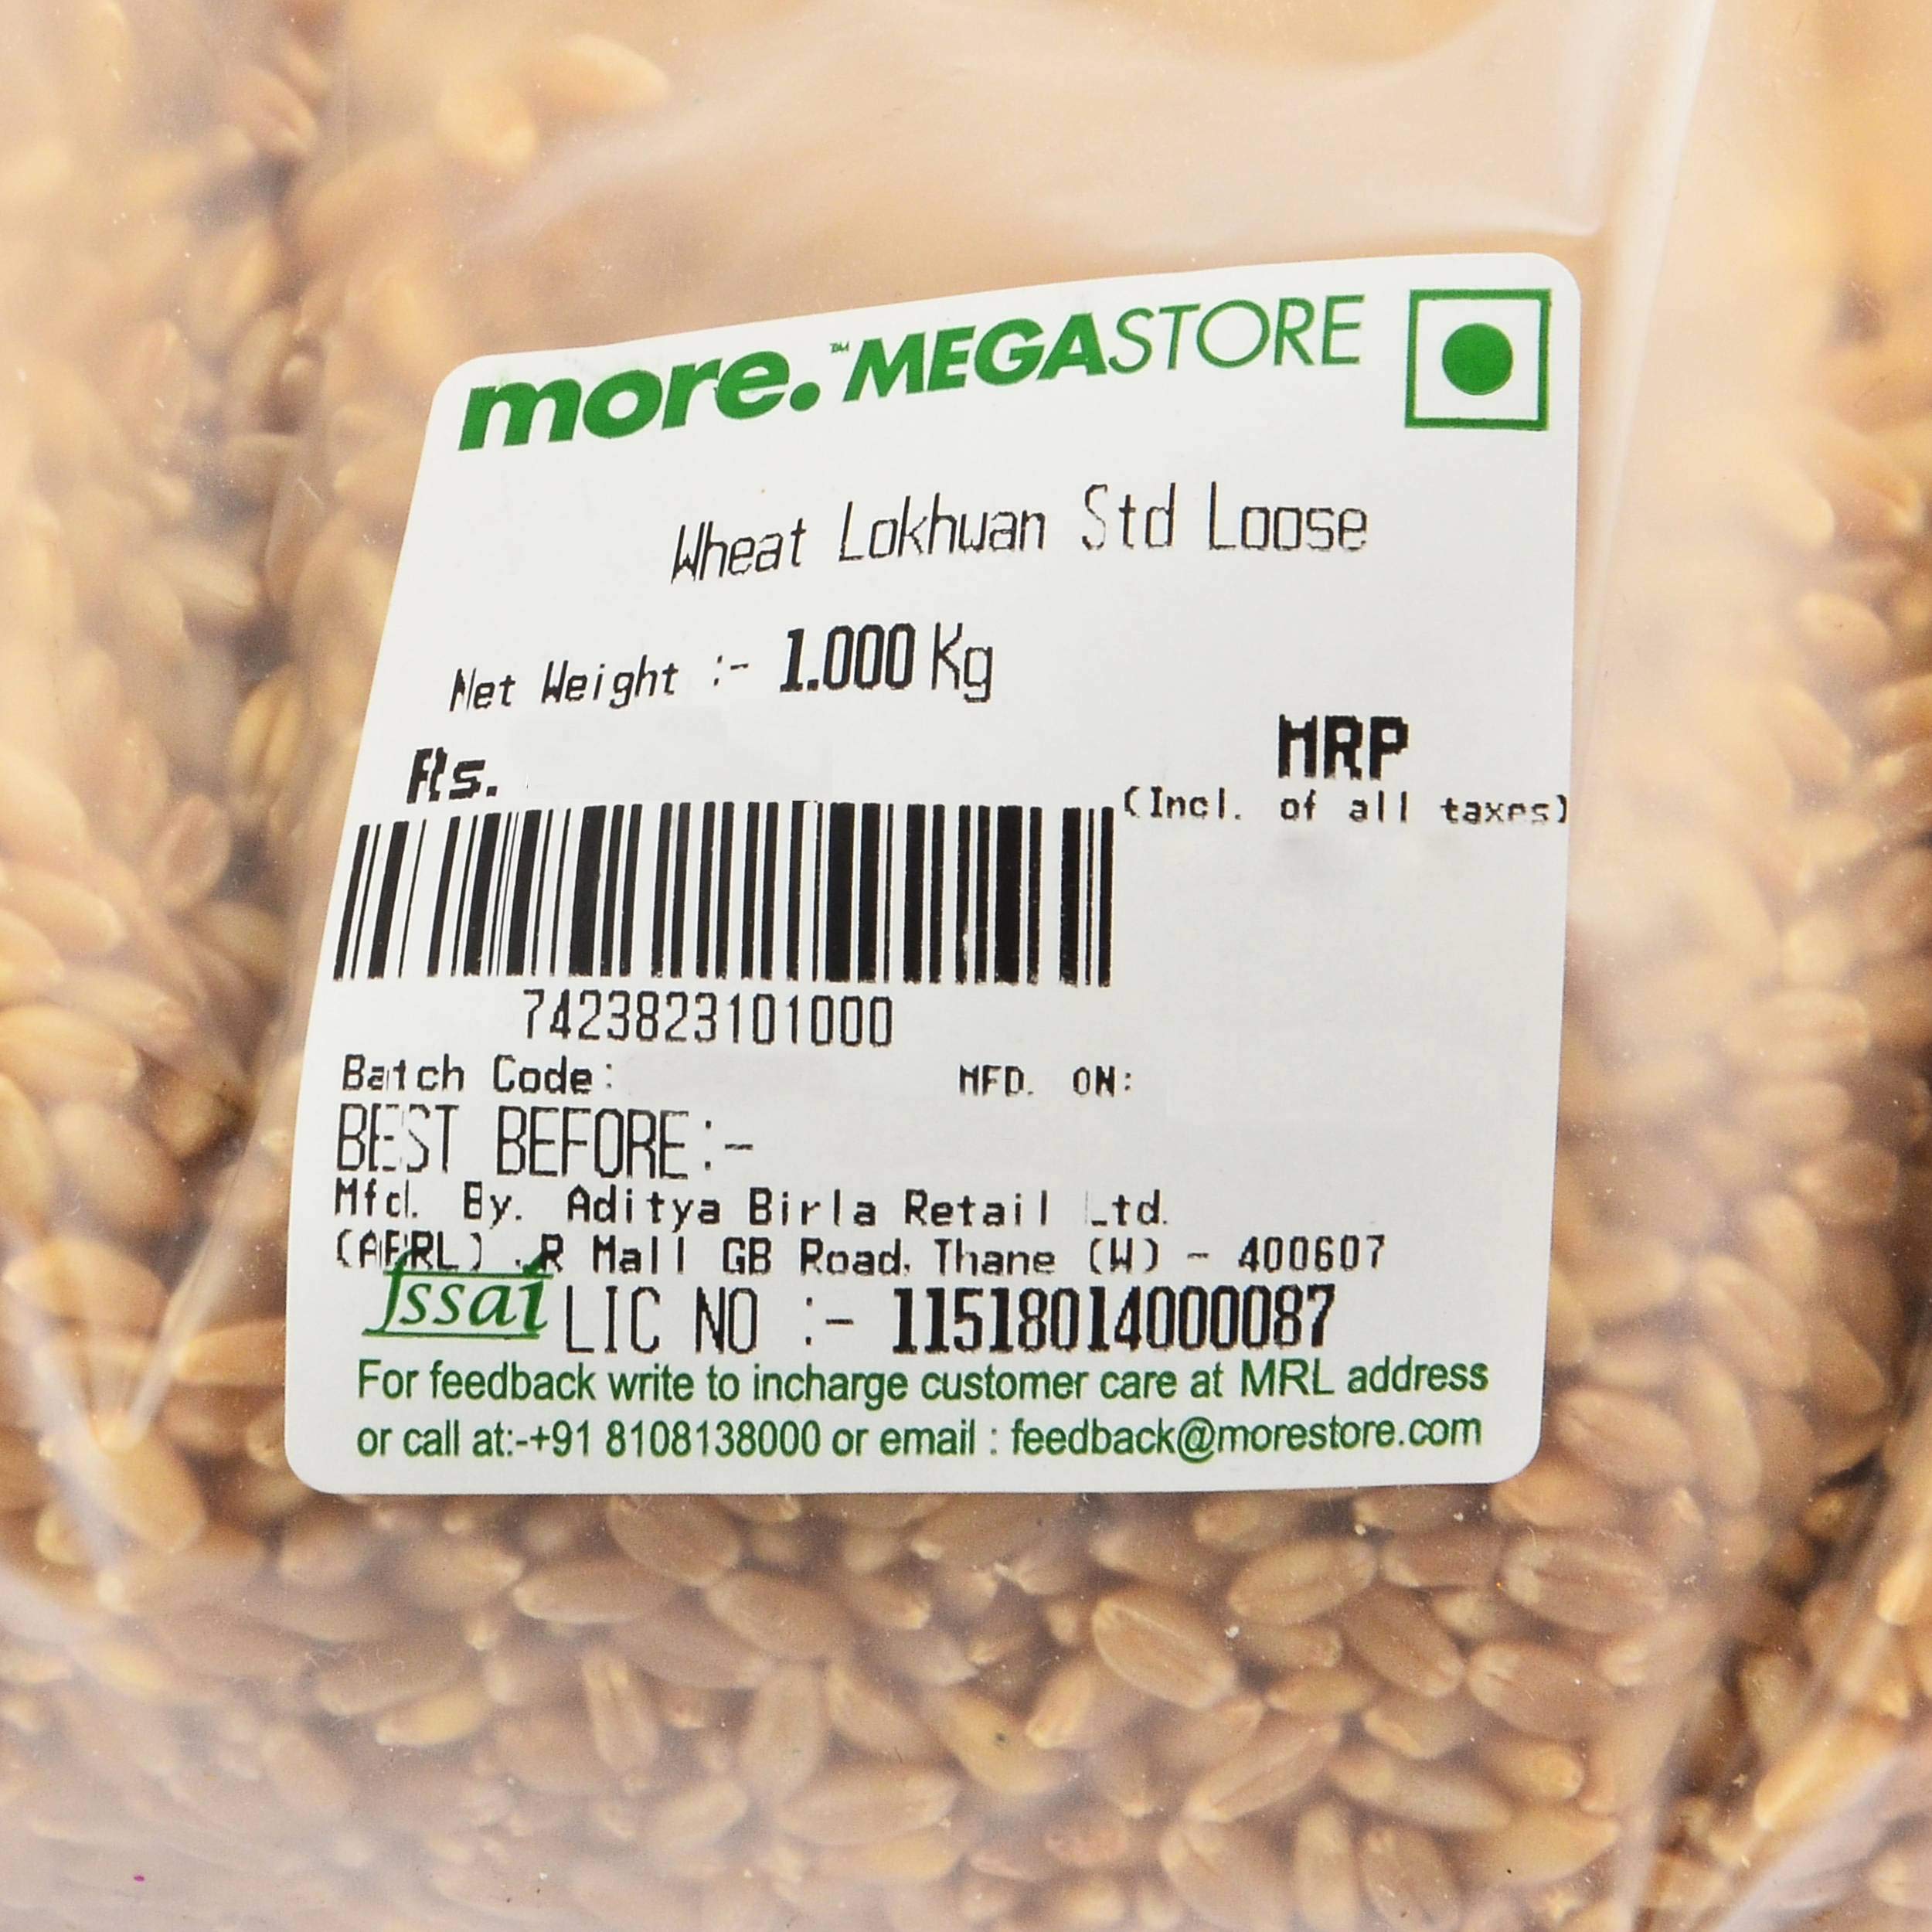 more.™ MEGASTORE
Wheat Lokhwan Std Loose
Net Weight :- 1.000 Kg
Rs.
MRP
(Incl. of all taxes)
7423823101000
Batch Code: MFD. ON:
BEST BEFORE:-
Mfd. By. Aditya Birla Retail Ltd.
(ABRL) , R Mall GB Road, Thane (W) - 400607
fssai LIC NO :- 11518014000087
For feedback write to incharge customer care at MRL address
or call at:-+91 8108138000 or email : feedback@morestore.com